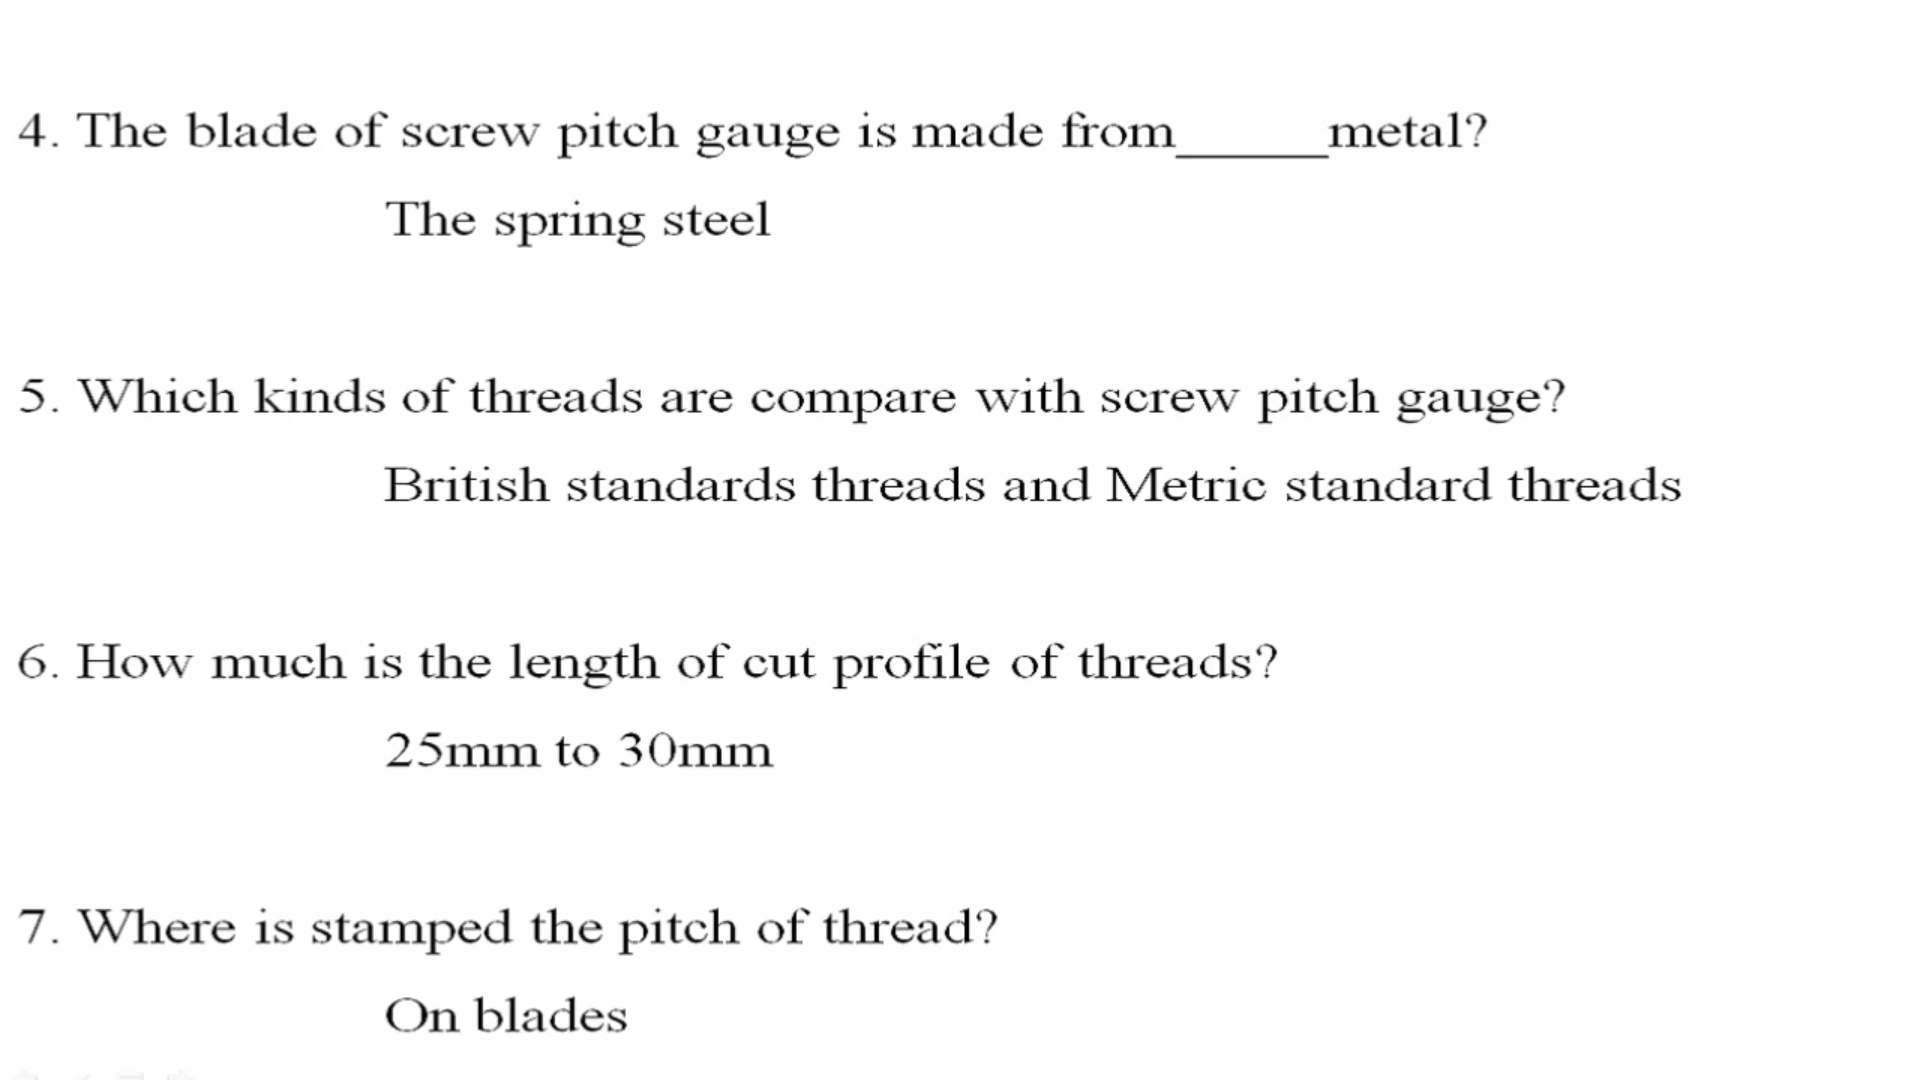 4. The blade of screw pitch gauge is made from______metal?
The spring steel
5. Which kinds of threads are compare with screw pitch gauge?
British standards threads and Metric standard threads
6. How much is the length of cut profile of threads?
25mm to 30mm
7. Where is stamped the pitch of thread?
On blades